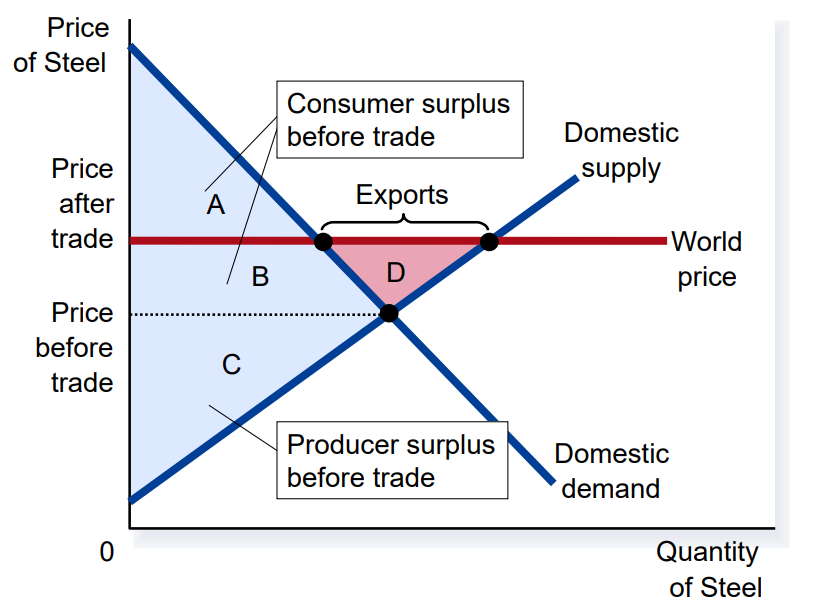 Price
of Steel
Consumer surplus
before trade
Domestic
supply
Price
after
trade
Exports
A
World
price
B
D
Price
before
trade
C
Producer surplus
before trade
Domestic
demand
0
Quantity
of Steel